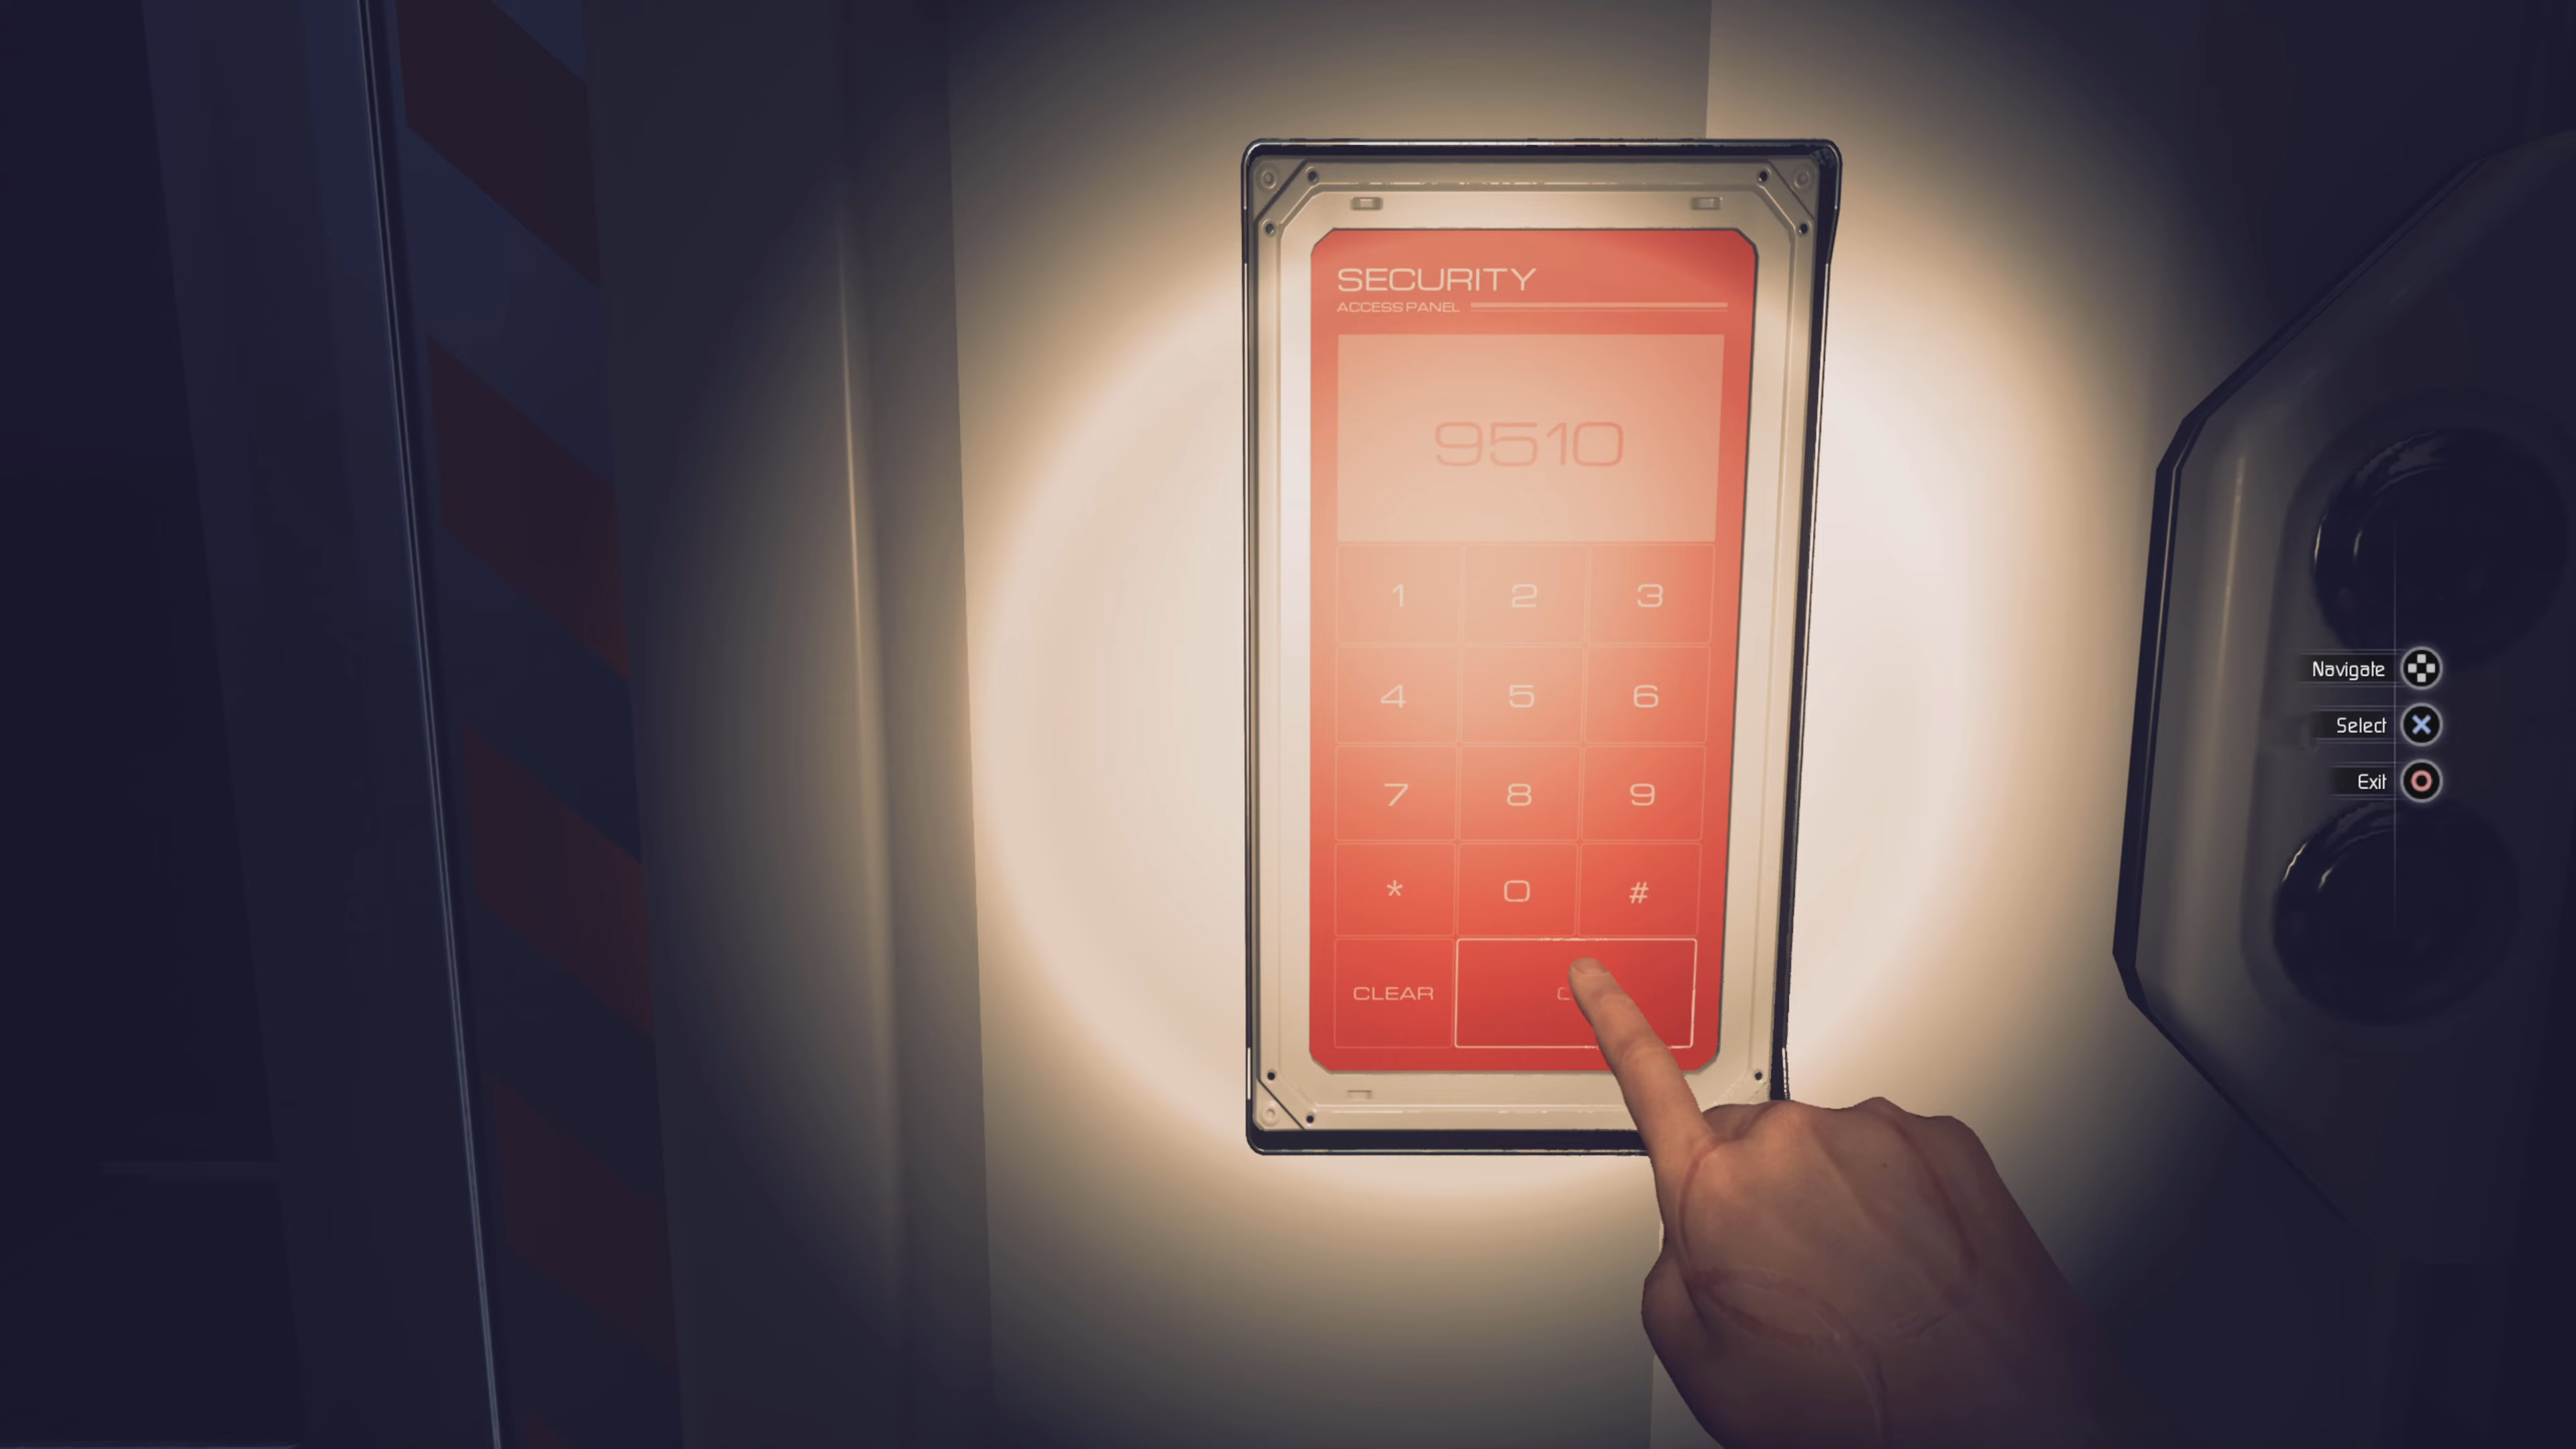 SECURITY
ACCESS PANEL
9510
1 2 3
4 5 6
Navigate
Select
7 8 9
Exit
* 0 #
CLEAR